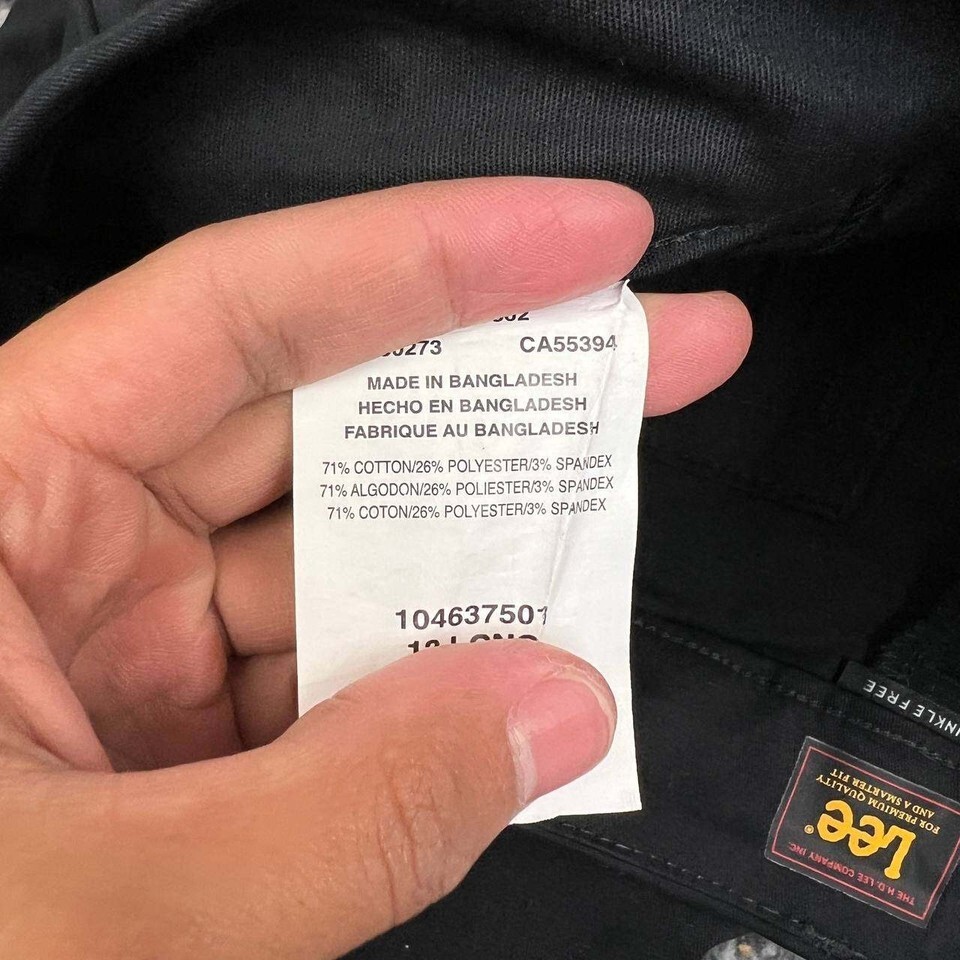 CA55394
MADE IN BANGLADESH
HECHO EN BANGLADESH
FABRIQUE AU BANGLADESH
71% COTTON/26% POLYESTER/3% SPANDEX
71% ALGODON/26% POLIESTER/3% SPANDEX
71% COTON/26% POLYESTER/3% SPANDEX
104637501
LONG
FREE
THE H.D. LEE COMPANY INC.
Lee®
FOR PREMIUM QUALITY
AND A SMARTER FIT